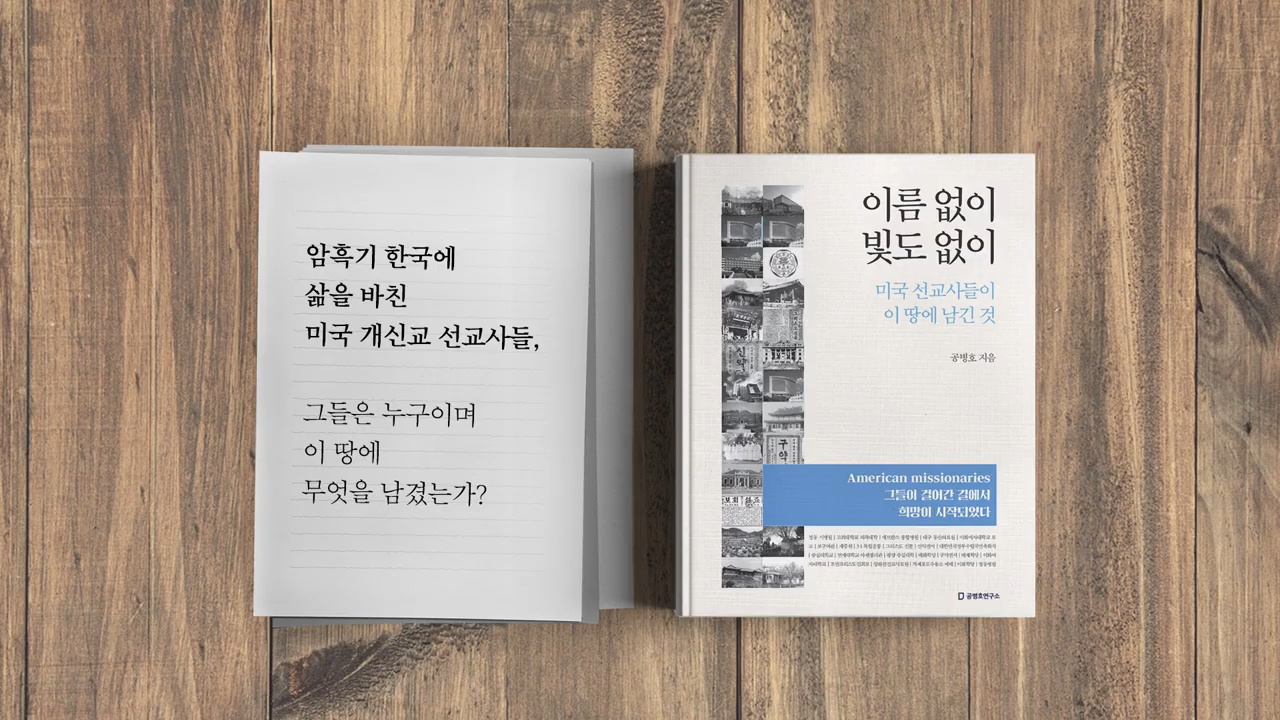 암흑기 한국에
삶을 바친
미국 개신교 선교사들,
그들은 누구이며
이 땅에
무엇을 남겼는가?
이름 없이
빛도 없이
미국 선교사들이
이 땅에 남긴 것
공병호 지음
신약
구약
American missionaries
그들이 걸어간 길에서
희망이 시작되었다
공병호연구소